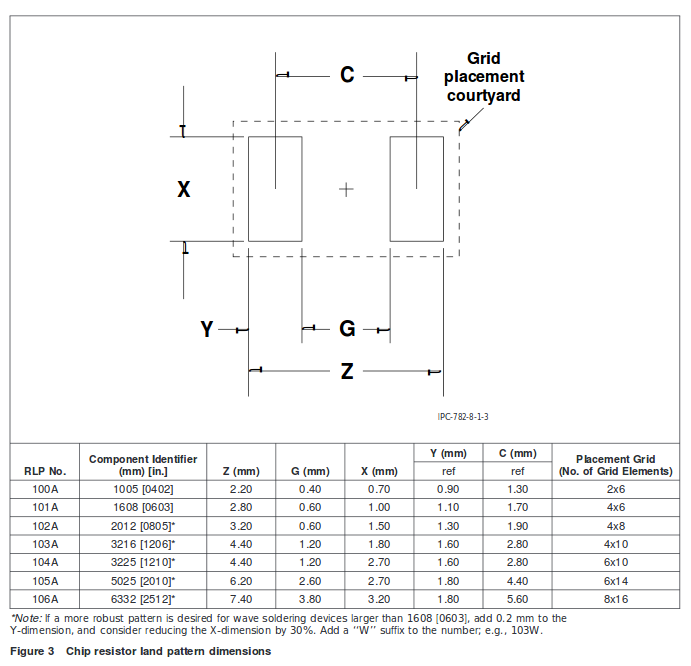 C
Grid
placement
courtyard
X
Y
G
Z
IPC-782-8-1-3
RLP No. Component Identifier (mm) [in.] Z (mm) G (mm) X (mm) Y (mm) ref C (mm) ref Placement Grid (No. of Grid Elements)
100A 1005 [0402] 2.20 0.40 0.70 0.90 1.30 2x6
101A 1608 [0603] 2.80 0.60 1.00 1.10 1.70 4x6
102A 2012 [0805]* 3.20 0.60 1.50 1.30 1.90 4x8
103A 3216 [1206]* 4.40 1.20 1.80 1.60 2.80 4x10
104A 3225 [1210]* 4.40 1.20 2.70 1.60 2.80 6x10
105A 5025 [2010]* 6.20 2.60 2.70 1.80 4.40 6x14
106A 6332 [2512]* 7.40 3.80 3.20 1.80 5.60 8x16
*Note: If a more robust pattern is desired for wave soldering devices larger than 1608 [0603], add 0.2 mm to the
Y-dimension, and consider reducing the X-dimension by 30%. Add a ‘‘W’’ suffix to the number; e.g., 103W.
Figure 3 Chip resistor land pattern dimensions